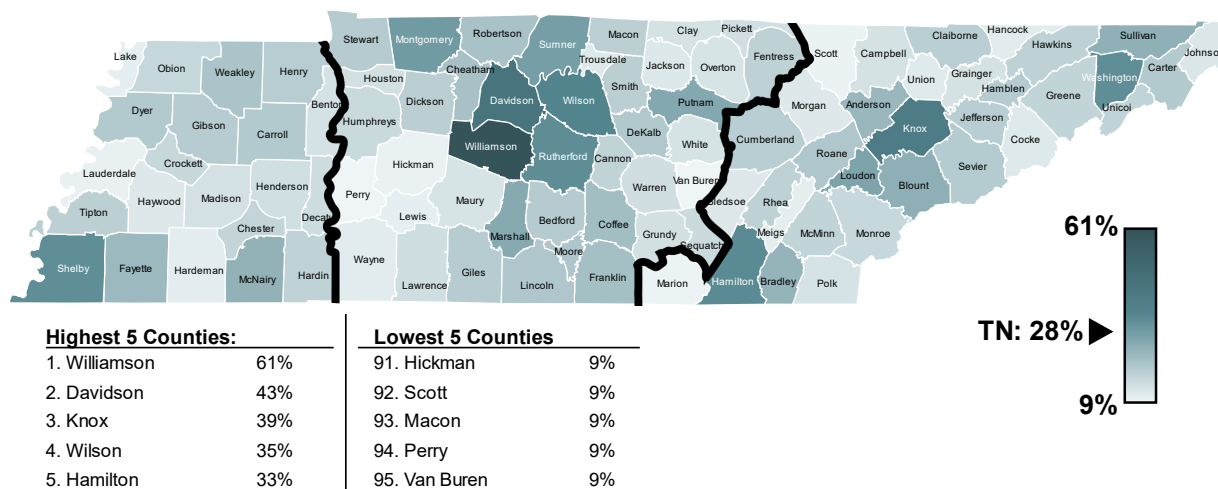 Lake
Obion
Weakley
Henry
Stewart
Montgomery
Robertson
Sumner
Macon
Clay
Pickett
Scott
Campbell
Claiborne
Hancock
Hawkins
Sullivan
Johnso
Trousdale
Cheatham
Houston
Jackson
Overton
Fentress
Union
Grainger
Hamblen
Washington
Carter
Dyer
Gibson
Carroll
Benton
Humphreys
Dickson
Davidson
Wilson
Smith
Putnam
Morgan
Anderson
Knox
Jefferson
Greene
Unicoi
Cocke
Crockett
Williamson
Rutherford
DeKalb
Cannon
White
Cumberland
Roane
Loudon
Blount
Sevier
Lauderdale
Haywood
Madison
Henderson
Decatu
Perry
Hickman
Lewis
Maury
Warren
Van Buren
Bledsoe
Rhea
Tipton
Chester
Marshall
Bedford
Coffee
Grundy
Sequatch
Meigs
McMinn
Monroe
Shelby
Fayette
Hardeman
McNairy
Hardin
Wayne
Lawrence
Giles
Lincoln
Moore
Franklin
Marion
Hamilton
Bradley
Polk
61%
TN: 28%
9%
Highest 5 Counties:
1. Williamson 61%
2. Davidson 43%
3. Knox 39%
4. Wilson 35%
5. Hamilton 33%
Lowest 5 Counties
91. Hickman 9%
92. Scott 9%
93. Macon 9%
94. Perry 9%
95. Van Buren 9%